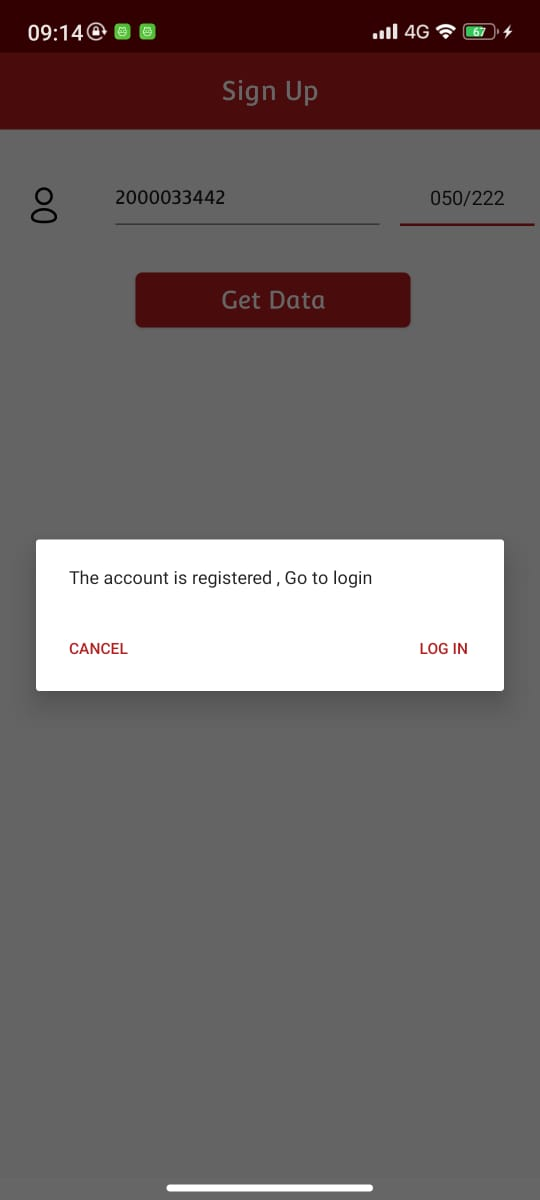 09:14 4G 67
Sign Up
2000033442 050/222
Get Data
The account is registered , Go to login
CANCEL LOG IN